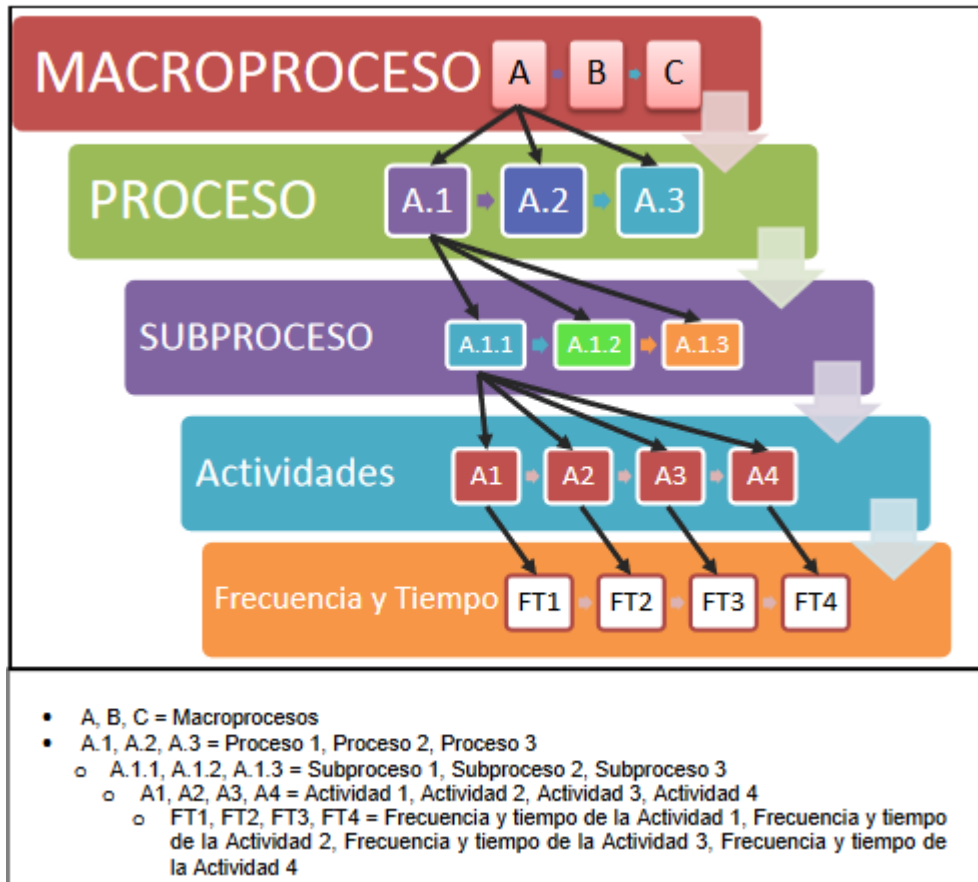 MACROPROCESO A B C
PROCESO A.1 A.2 A.3
SUBPROCESO A.1.1 A.1.2 A.1.3
Actividades A1 A2 A3 A4
Frecuencia y Tiempo FT1 FT2 FT3 FT4
• A, B, C = Macroprocesos
• A.1, A.2, A.3 = Proceso 1, Proceso 2, Proceso 3
o A.1.1, A.1.2, A.1.3 = Subproceso 1, Subproceso 2, Subproceso 3
o A1, A2, A3, A4 = Actividad 1, Actividad 2, Actividad 3, Actividad 4
o FT1, FT2, FT3, FT4 = Frecuencia y tiempo de la Actividad 1, Frecuencia y tiempo
de la Actividad 2, Frecuencia y tiempo de la Actividad 3, Frecuencia y tiempo de
la Actividad 4